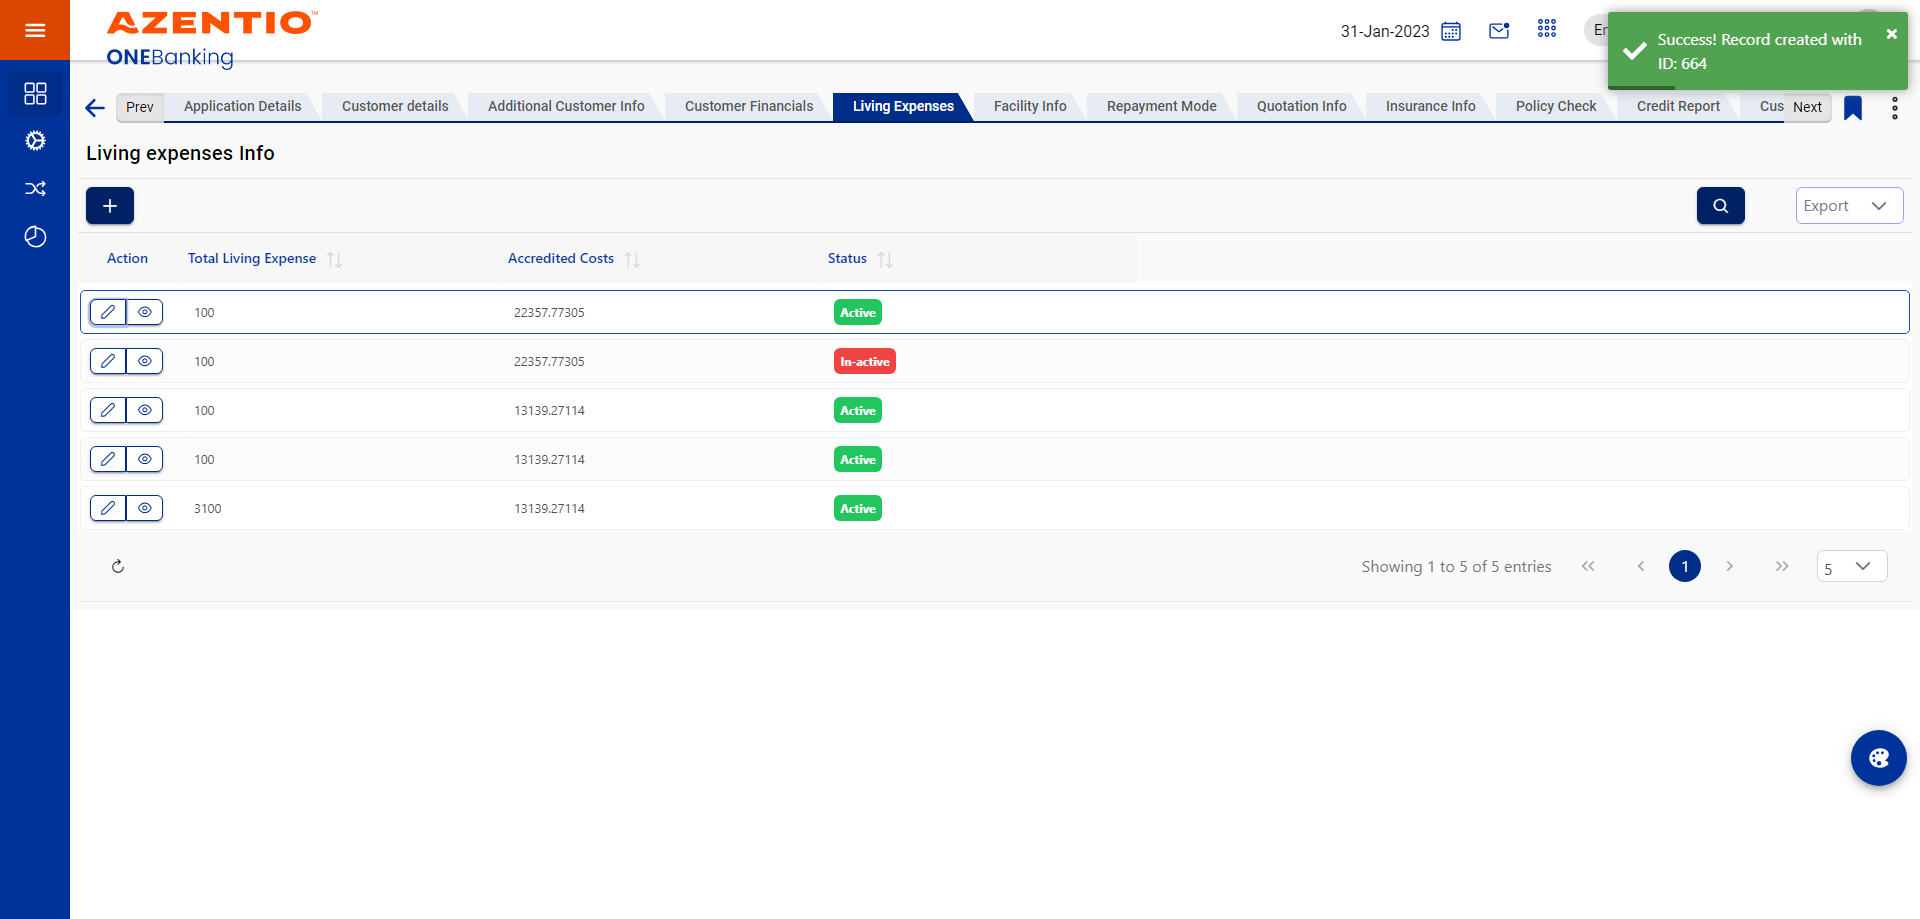 AZENTIO™
ONEBanking
31-Jan-2023
Success! Record created with
ID: 664
Prev
Application Details
Customer details
Additional Customer Info
Customer Financials
Living Expenses
Facility Info
Repayment Mode
Quotation Info
Insurance Info
Policy Check
Credit Report
Cus
Next
Living expenses Info
Export
Action
Total Living Expense
Accredited Costs
Status
100
22357.77305
Active
100
22357.77305
In-active
100
13139.27114
Active
100
13139.27114
Active
3100
13139.27114
Active
Showing 1 to 5 of 5 entries
1
5